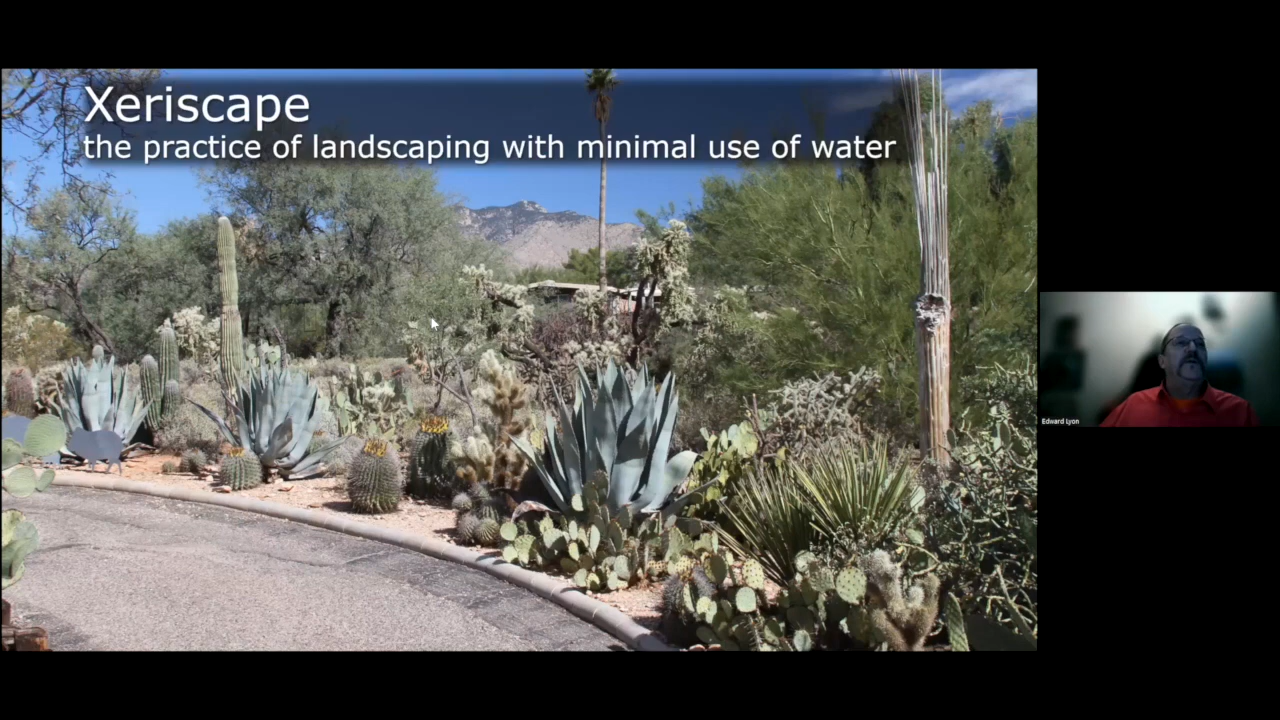 Xeriscape
the practice of landscaping with minimal use of water
Edward Lyon